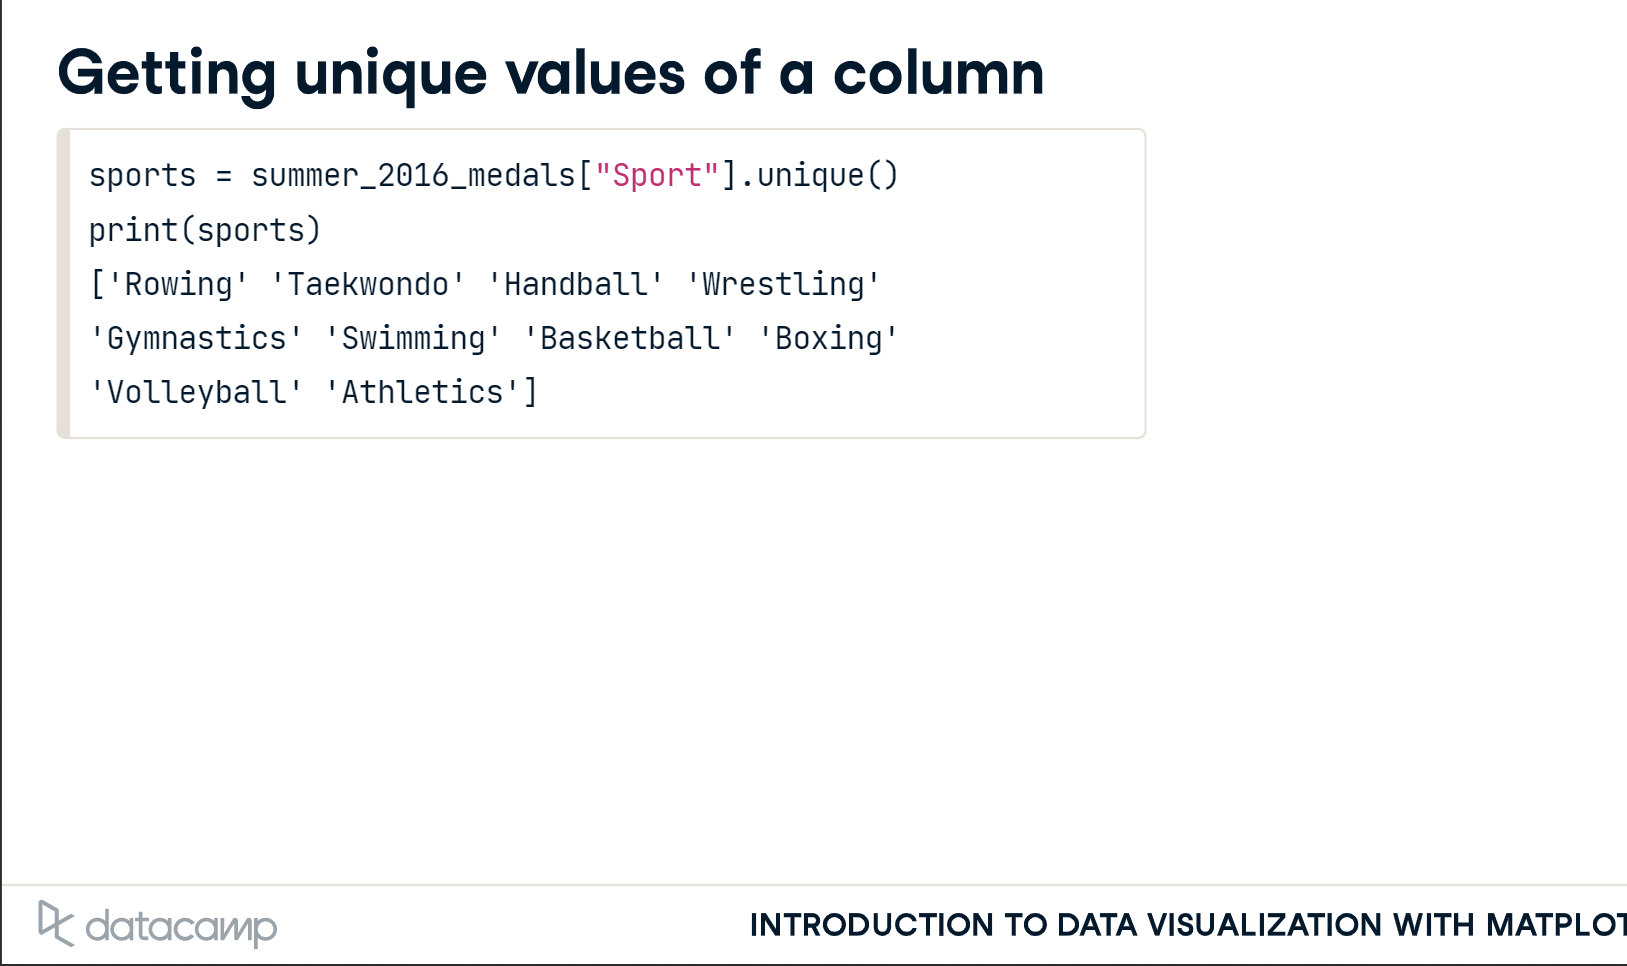 Getting unique values of a column
sports = summer_2016_medals["Sport"].unique()
print(sports)
['Rowing' 'Taekwondo' 'Handball' 'Wrestling'
'Gymnastics' 'Swimming' 'Basketball' 'Boxing'
'Volleyball' 'Athletics']
datacamp
INTRODUCTION TO DATA VISUALIZATION WITH MATPLOT